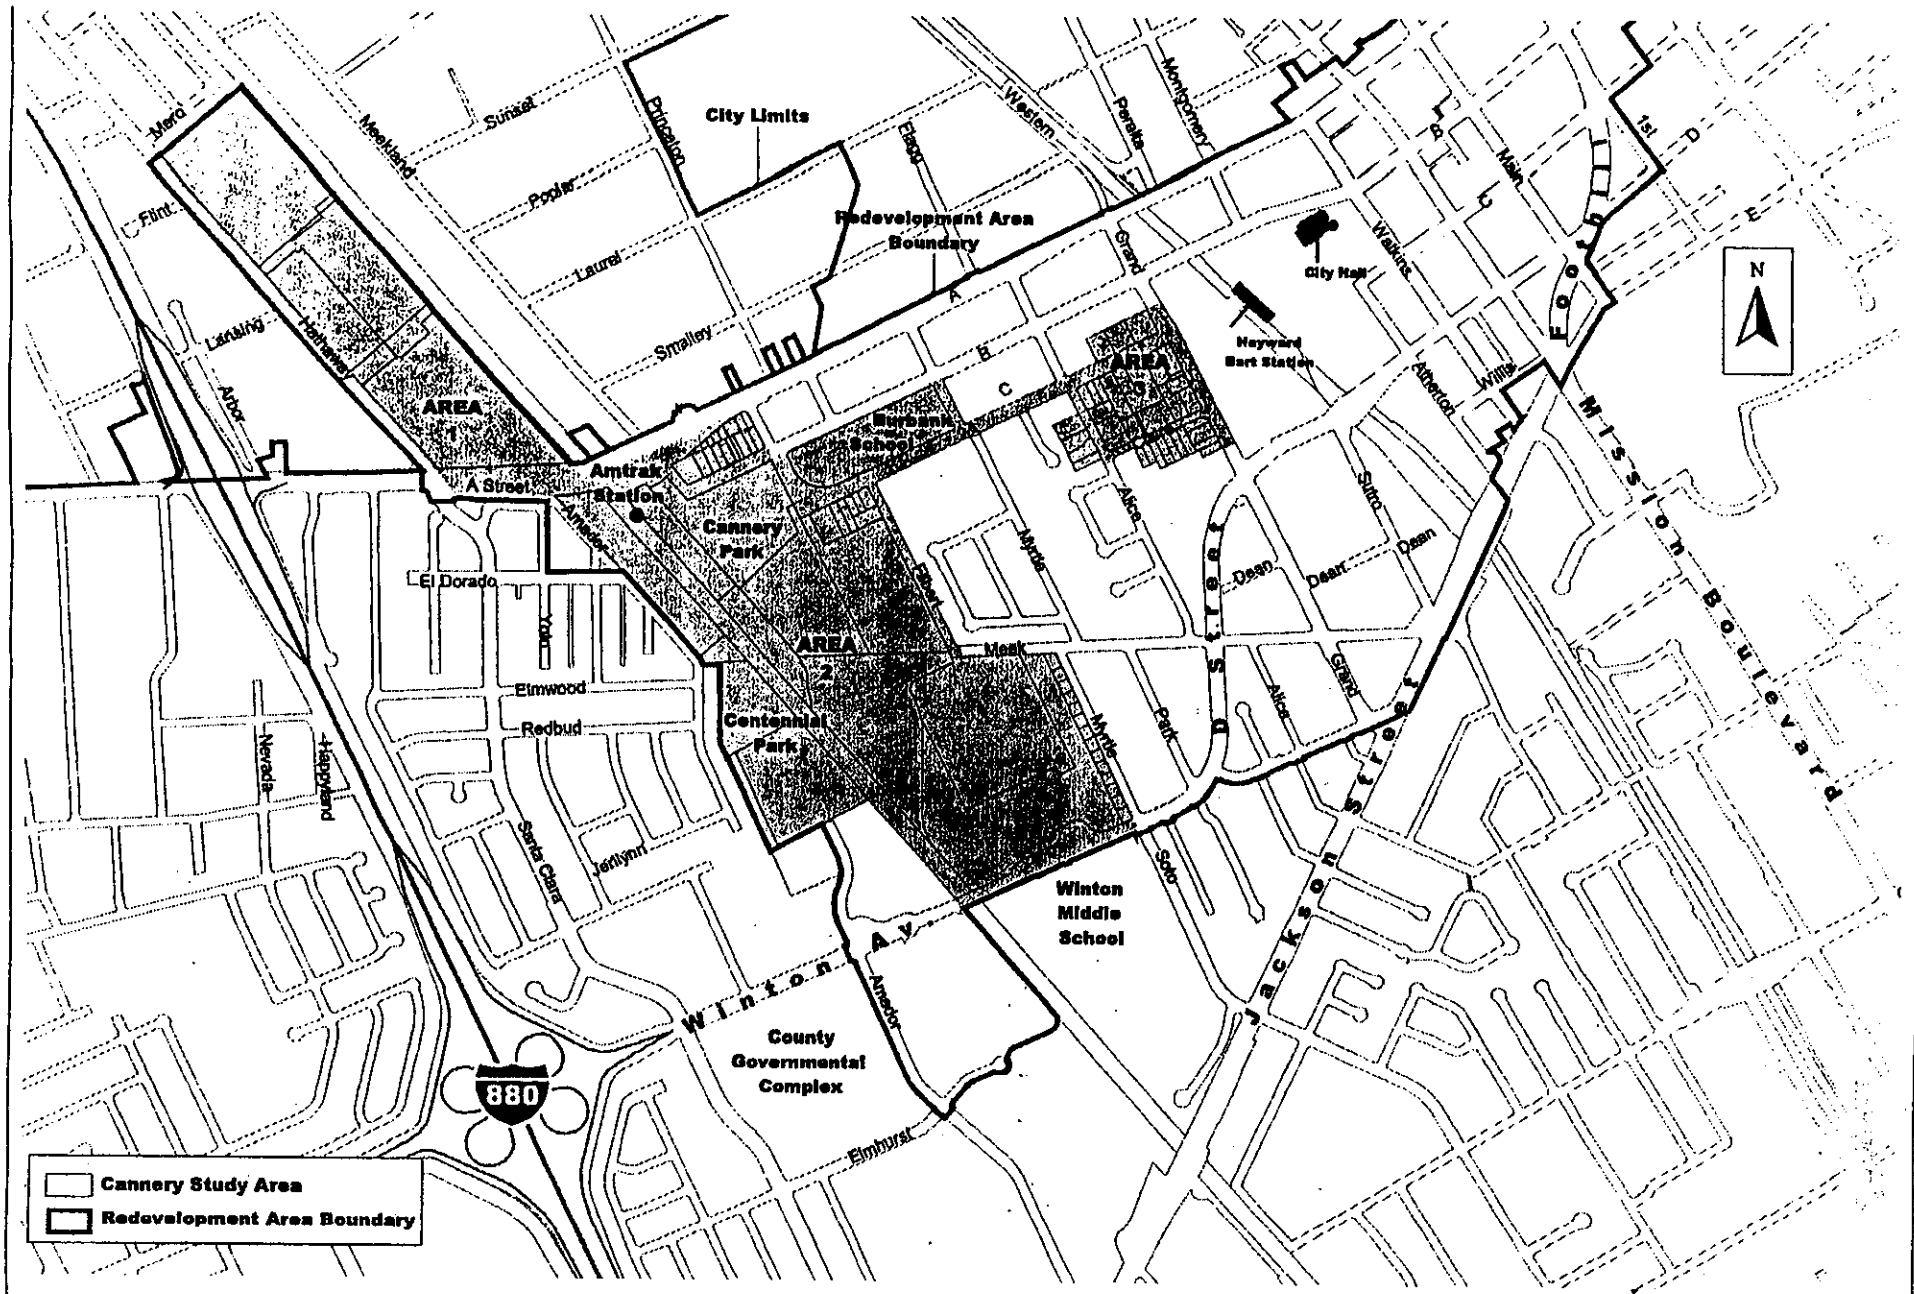 Mero
Meekland
Sunset
Princeton
City Limits
Flagg
Western
Peralta
Montgomery
B
Main
1st
D
Flint
Poplar
Redevelopment Area
Boundary
C
E
Laurel
Grand
City Hall
Watkins
Foothill
N
Lansing
Hathaway
Smalley
A
Hayward
Bart Station
B
C
AREA
3
Atherton
Willis
Arbor
AREA
1
Burbank
School
Mission Boulevard
A Street
Amtrak
Station
Amador
Cannery
Park
Alice
Sutro
Myrtle
Filbert
Dean
Dean
Dean
D Street
El Dorado
Yolo
AREA
2
Meek
Grand
Alice
Elmwood
Redbud
Centennial
Park
Myrtle
Park
Nevada
Happyland
Santa Clara
Jerilynn
Soto
Jackson Street
Winton
Middle
School
Winton Av.
Amador
County
Governmental
Complex
880
Elmhurst
Cannery Study Area
Redevelopment Area Boundary